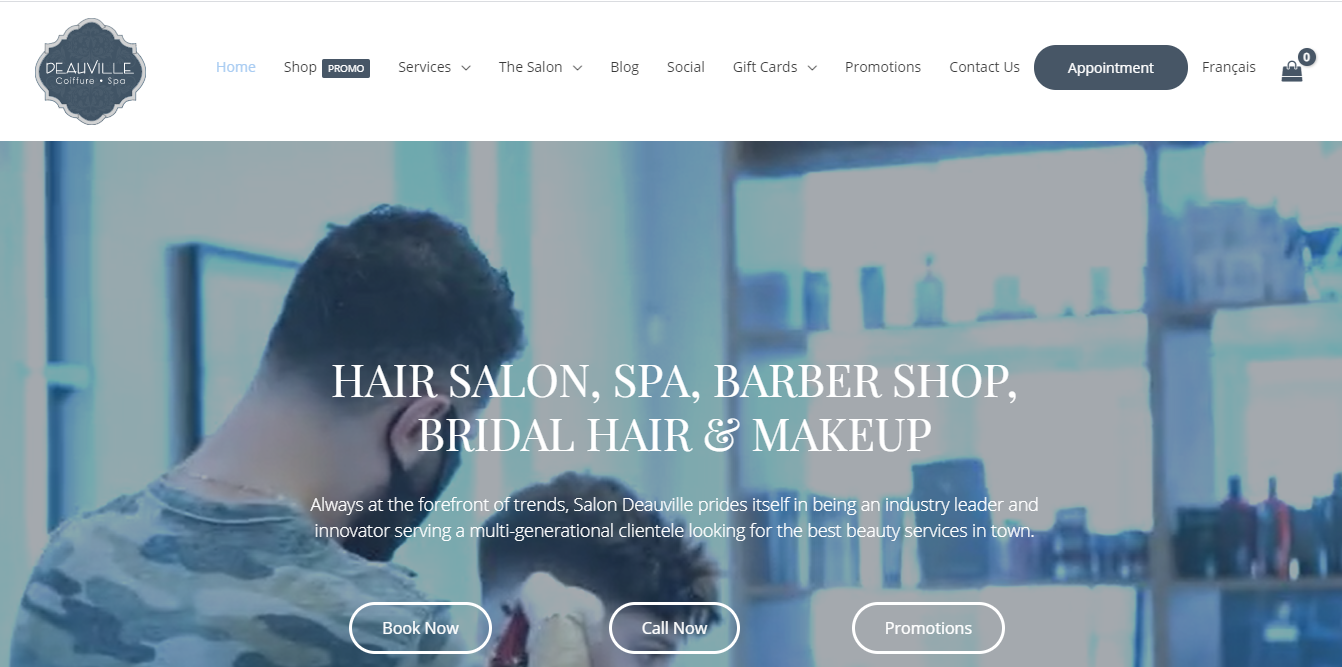 DEAUVILLE
Coiffure • Spa
Home Shop PROMO Services The Salon Blog Social Gift Cards Promotions Contact Us Appointment Français 0
HAIR SALON, SPA, BARBER SHOP,
BRIDAL HAIR & MAKEUP
Always at the forefront of trends, Salon Deauville prides itself in being an industry leader and
innovator serving a multi-generational clientele looking for the best beauty services in town.
Book Now Call Now Promotions